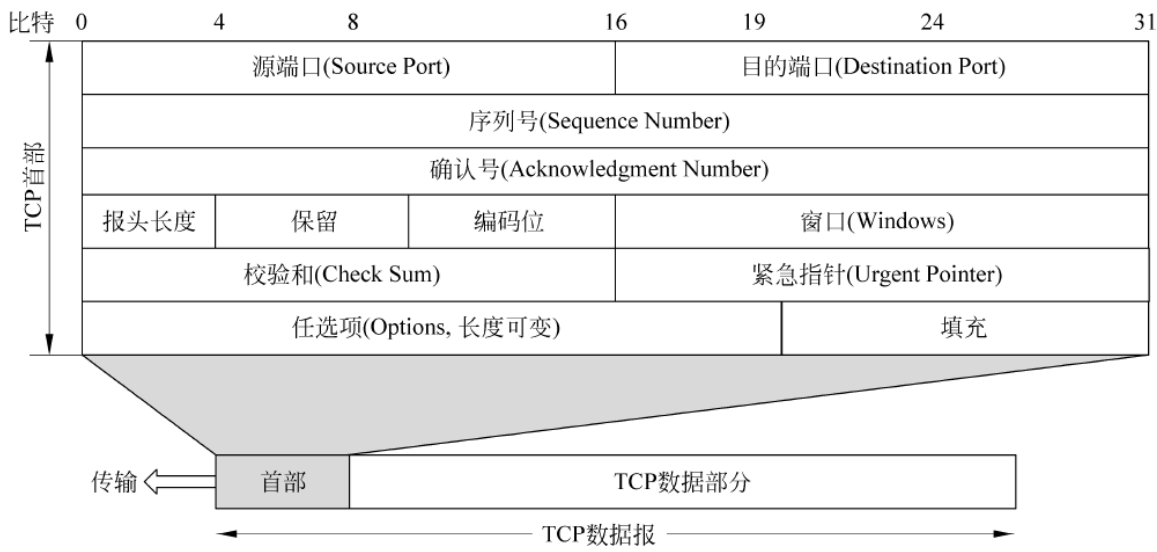 比特 0 4 8 16 19 24 31
源端口(Source Port) 目的端口(Destination Port)
序列号(Sequence Number)
确认号(Acknowledgment Number)
TCP首部
报头长度 保留 编码位 窗口(Windows)
校验和(Check Sum) 紧急指针(Urgent Pointer)
任选项(Options, 长度可变) 填充
传输 首部 TCP数据部分
TCP数据报